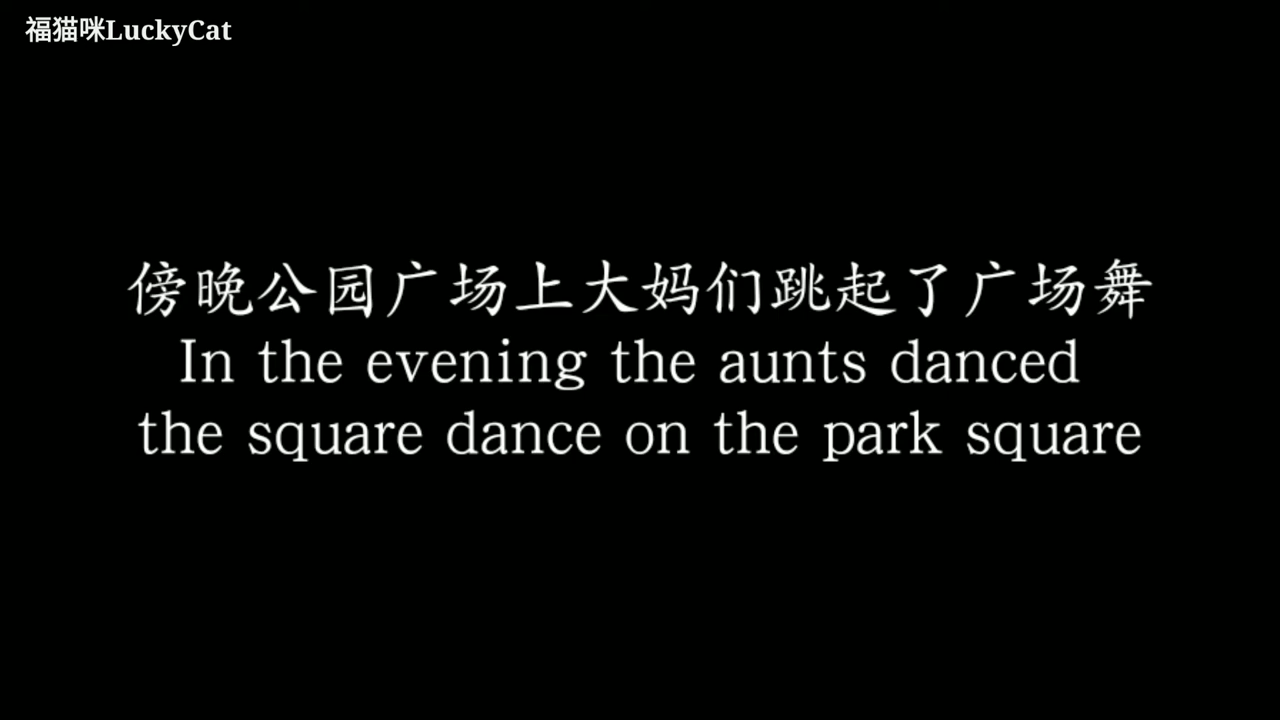 福猫咪LuckyCat
傍晚公园广场上大妈们跳起了广场舞
In the evening the aunts danced
the square dance on the park square